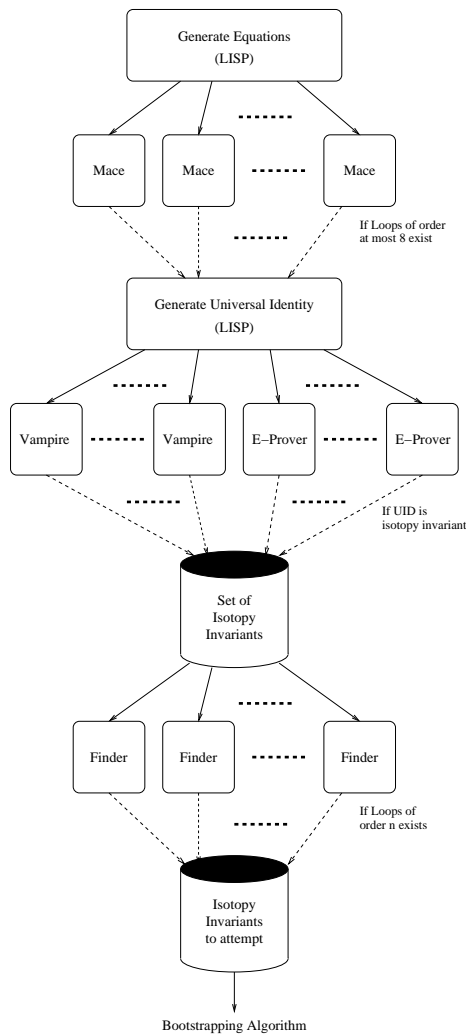 Generate Equations
(LISP)
Mace
Mace
Mace
If Loops of order
at most 8 exist
Generate Universal Identity
(LISP)
Vampire
Vampire
E−Prover
E−Prover
If UID is
isotopy invariant
Set of
Isotopy
Invariants
Finder
Finder
Finder
If Loops of
order n exists
Isotopy
Invariants
to attempt
Bootstrapping Algorithm